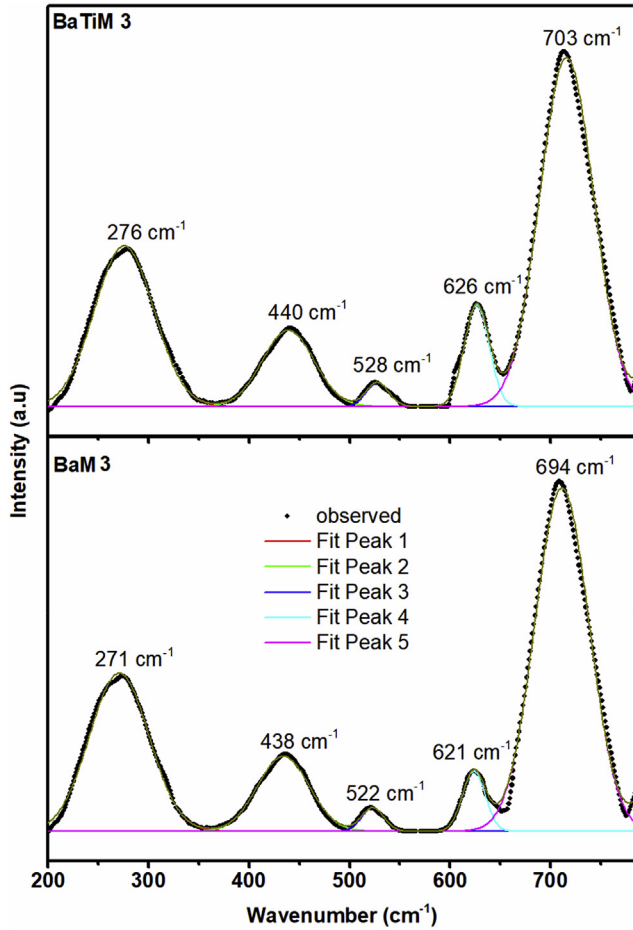 BaTiM 3
703 cm⁻¹
276 cm⁻¹
626 cm⁻¹
440 cm⁻¹
528 cm⁻¹
BaM 3
694 cm⁻¹
observed
Fit Peak 1
Fit Peak 2
Fit Peak 3
Fit Peak 4
Fit Peak 5
271 cm⁻¹
438 cm⁻¹
621 cm⁻¹
522 cm⁻¹
Intensity (a.u)
200 300 400 500 600 700
Wavenumber (cm⁻¹)